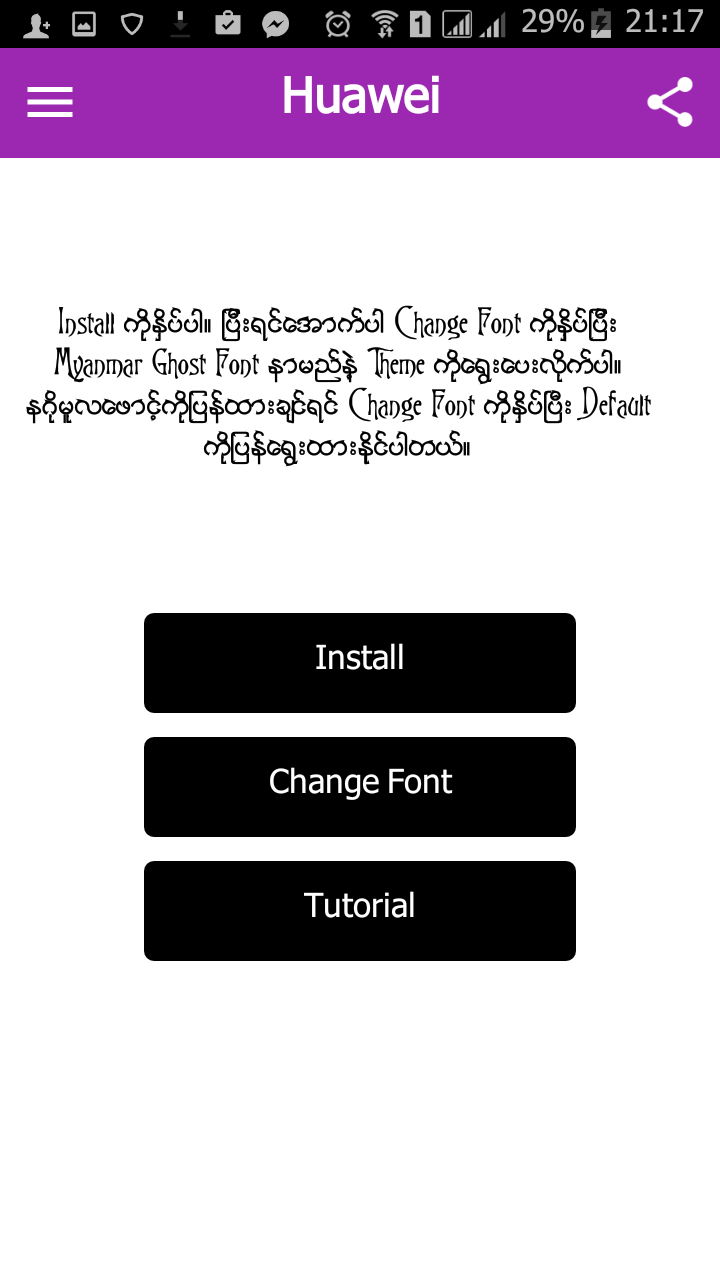 29% 21:17
Huawei
Install ကိုနှိပ်ပါ။ ပြီးရင်အောက်ပါ Change Font ကိုနှိပ်ပြီး
Myanmar Ghost Font နာမည်နဲ့ Theme ကိုရွေးပေးလိုက်ပါ။
နဂိုမူလဖောင့်ကိုပြန်ထားချင်ရင် Change Font ကိုနှိပ်ပြီး Default
ကိုပြန်ရွေးထားနိုင်ပါတယ်။
Install
Change Font
Tutorial